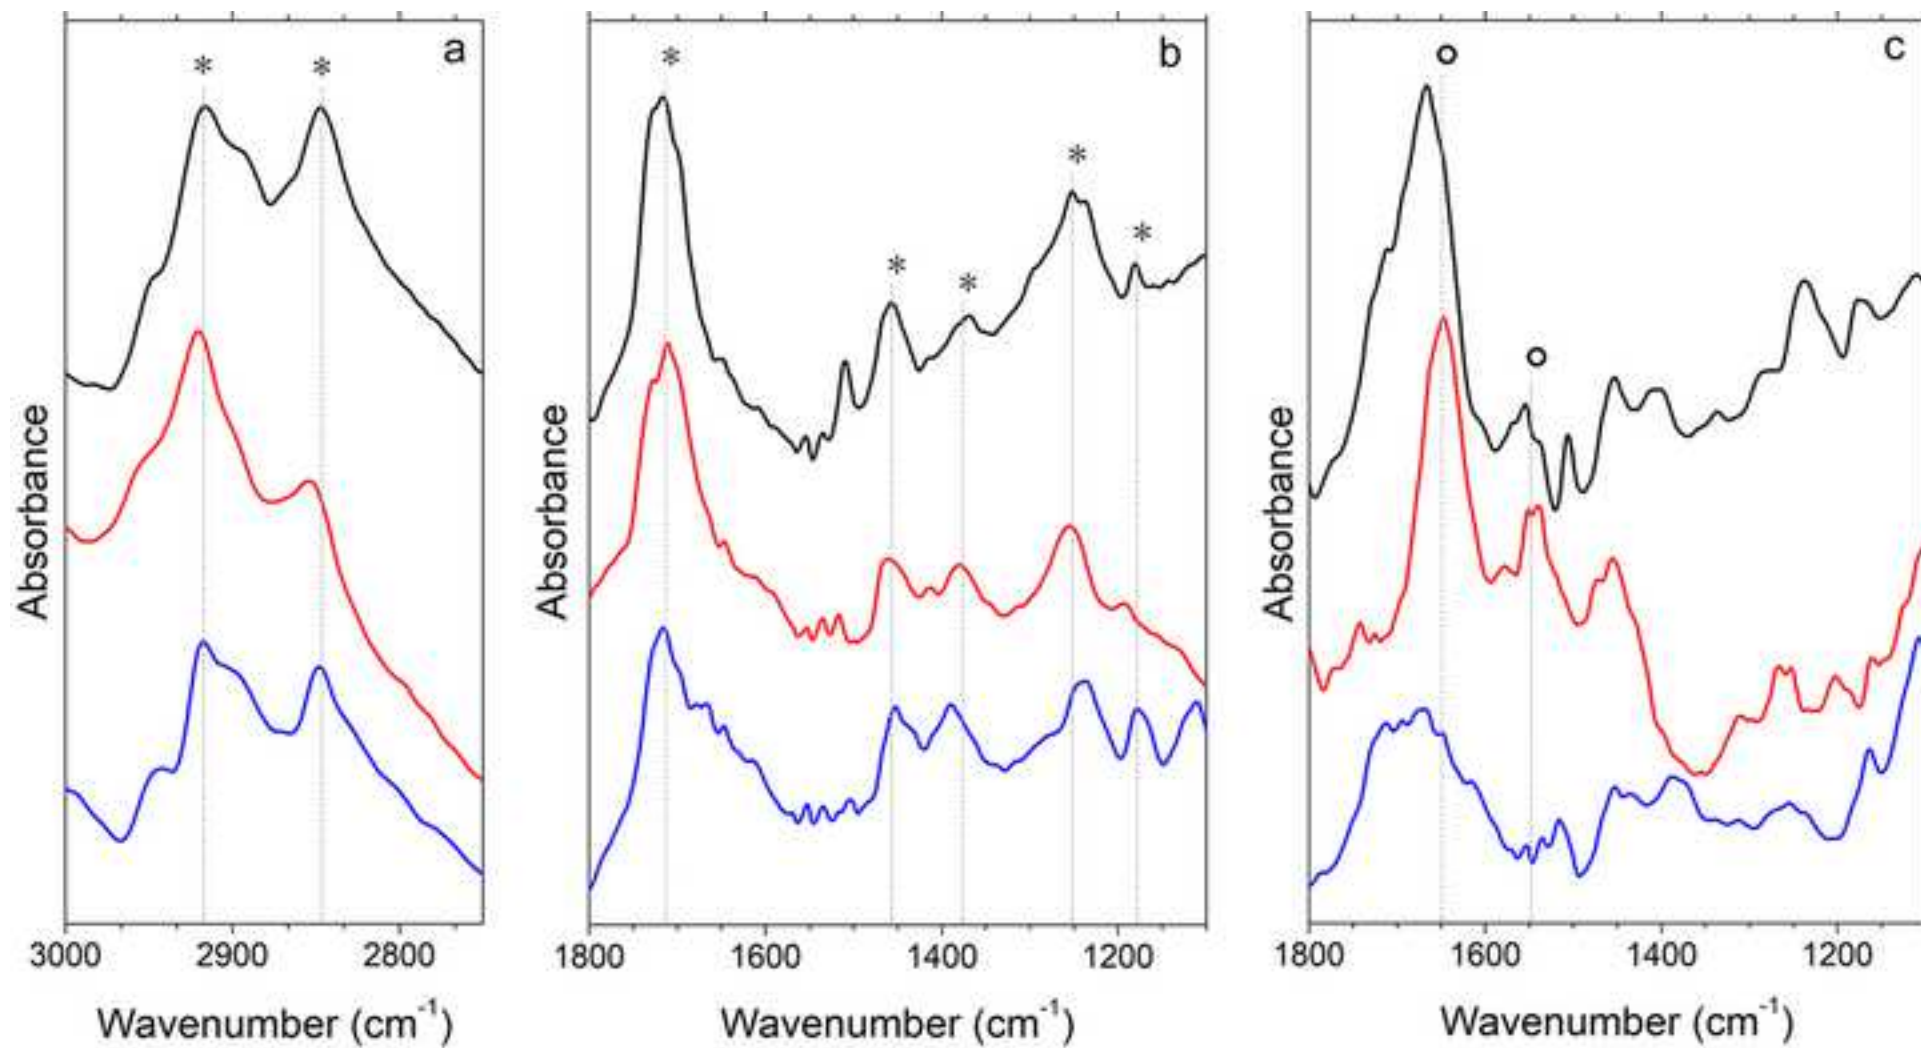 a
* *
Absorbance
3000 2900 2800
Wavenumber (cm⁻¹)
b
* * * * *
Absorbance
1800 1600 1400 1200
Wavenumber (cm⁻¹)
c
Absorbance
1800 1600 1400 1200
Wavenumber (cm⁻¹)